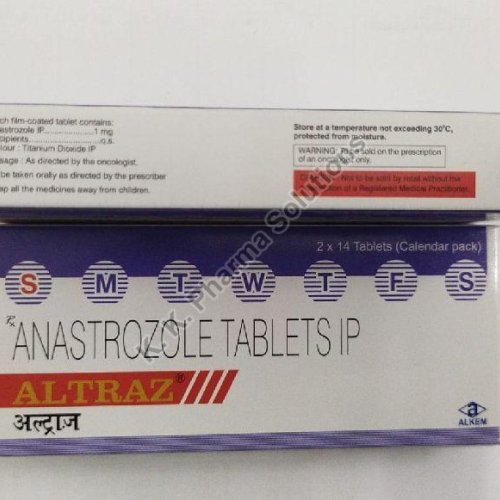 ch film-coated tablet contains:
astrozole IP....................1 mg
cipients........................q.s.
lour : Titanium Dioxide IP
sage : As directed by the oncologist.
be taken orally as directed by the prescriber
ep all the medicines away from children.
Store at a temperature not exceeding 30°C,
protected from moisture.
WARNING: To be sold on the prescription
of an oncologist only.
Not to be sold by retail without the
of a Registered Medical Practitioner.
2 x 14 Tablets (Calendar pack)
S M T W T F S
Rx
ANASTROZOLE TABLETS IP
ALTRAZ®
अल्ट्राज़
ALKEM
K. K. Pharma Solutions